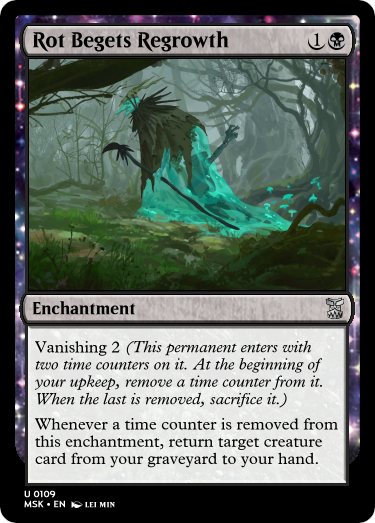 Rot Begets Regrowth 1
Enchantment
Vanishing 2 (This permanent enters with
two time counters on it. At the beginning of
your upkeep, remove a time counter from it.
When the last is removed, sacrifice it.)
Whenever a time counter is removed from
this enchantment, return target creature
card from your graveyard to your hand.
U 0109
MSK • EN LEI MIN